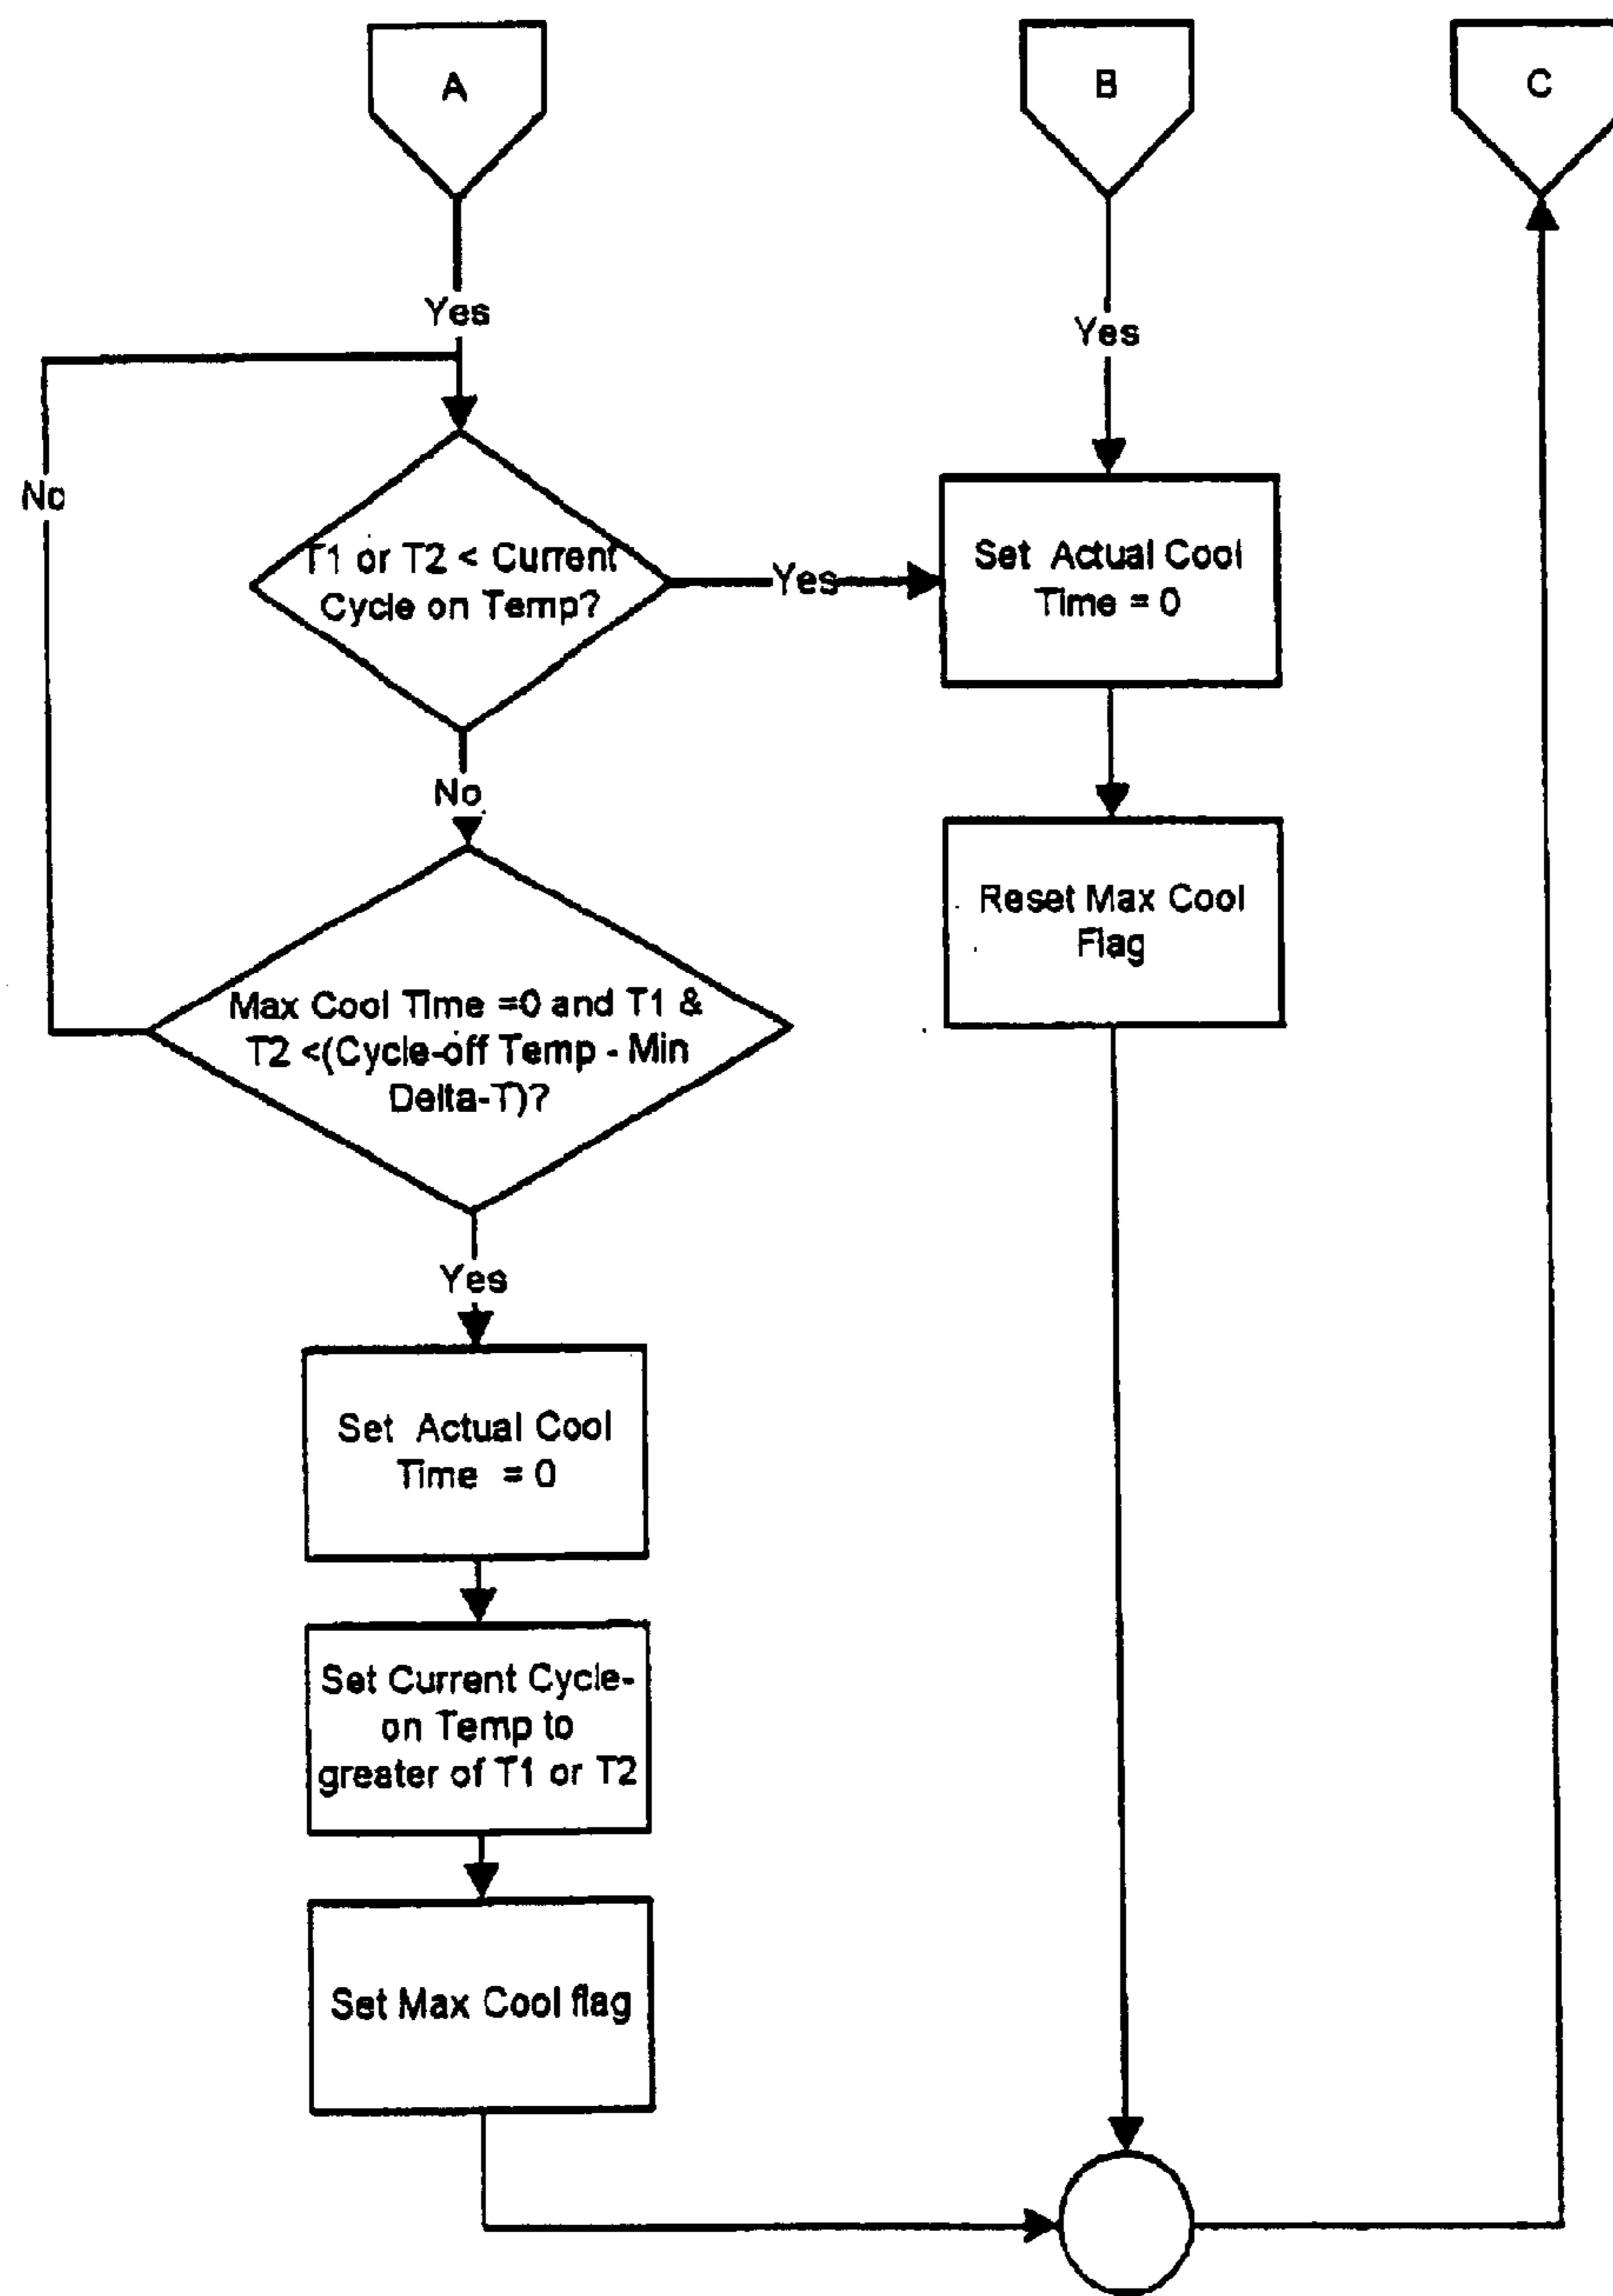 A
B
C
Yes
Yes
No
T1 or T2 < Current
Cycle on Temp?
Yes
Set Actual Cool
Time = 0
No
Reset Max Cool
Flag
Max Cool Time =0 and T1 &
T2 <(Cycle-off Temp - Min
Delta-T)?
Yes
Set Actual Cool
Time = 0
Set Current Cycle-
on Temp to
greater of T1 or T2
Set Max Cool flag